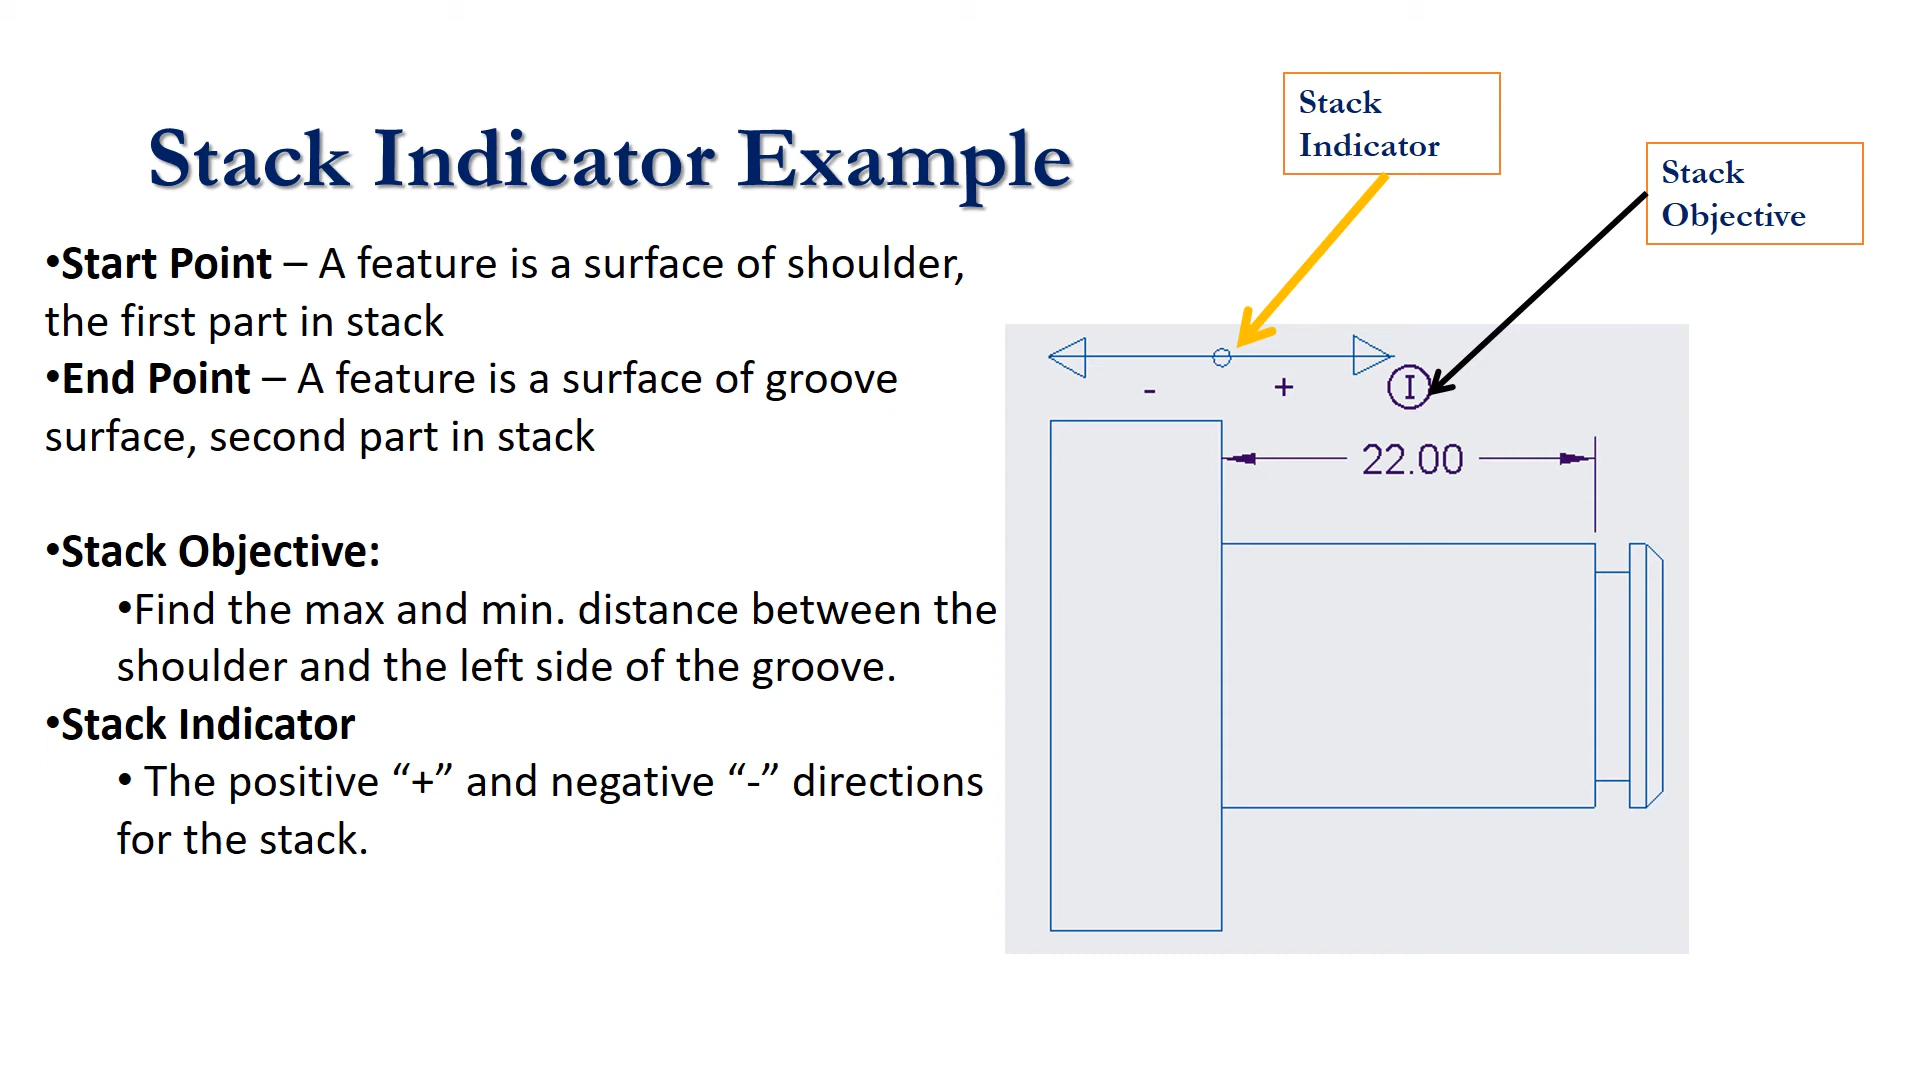 Stack Indicator Example
•Start Point – A feature is a surface of shoulder,
the first part in stack
•End Point – A feature is a surface of groove
surface, second part in stack
•Stack Objective:
•Find the max and min. distance between the
shoulder and the left side of the groove.
•Stack Indicator
• The positive “+” and negative “-” directions
for the stack.
Stack
Indicator
Stack
Objective
- +
I
22.00